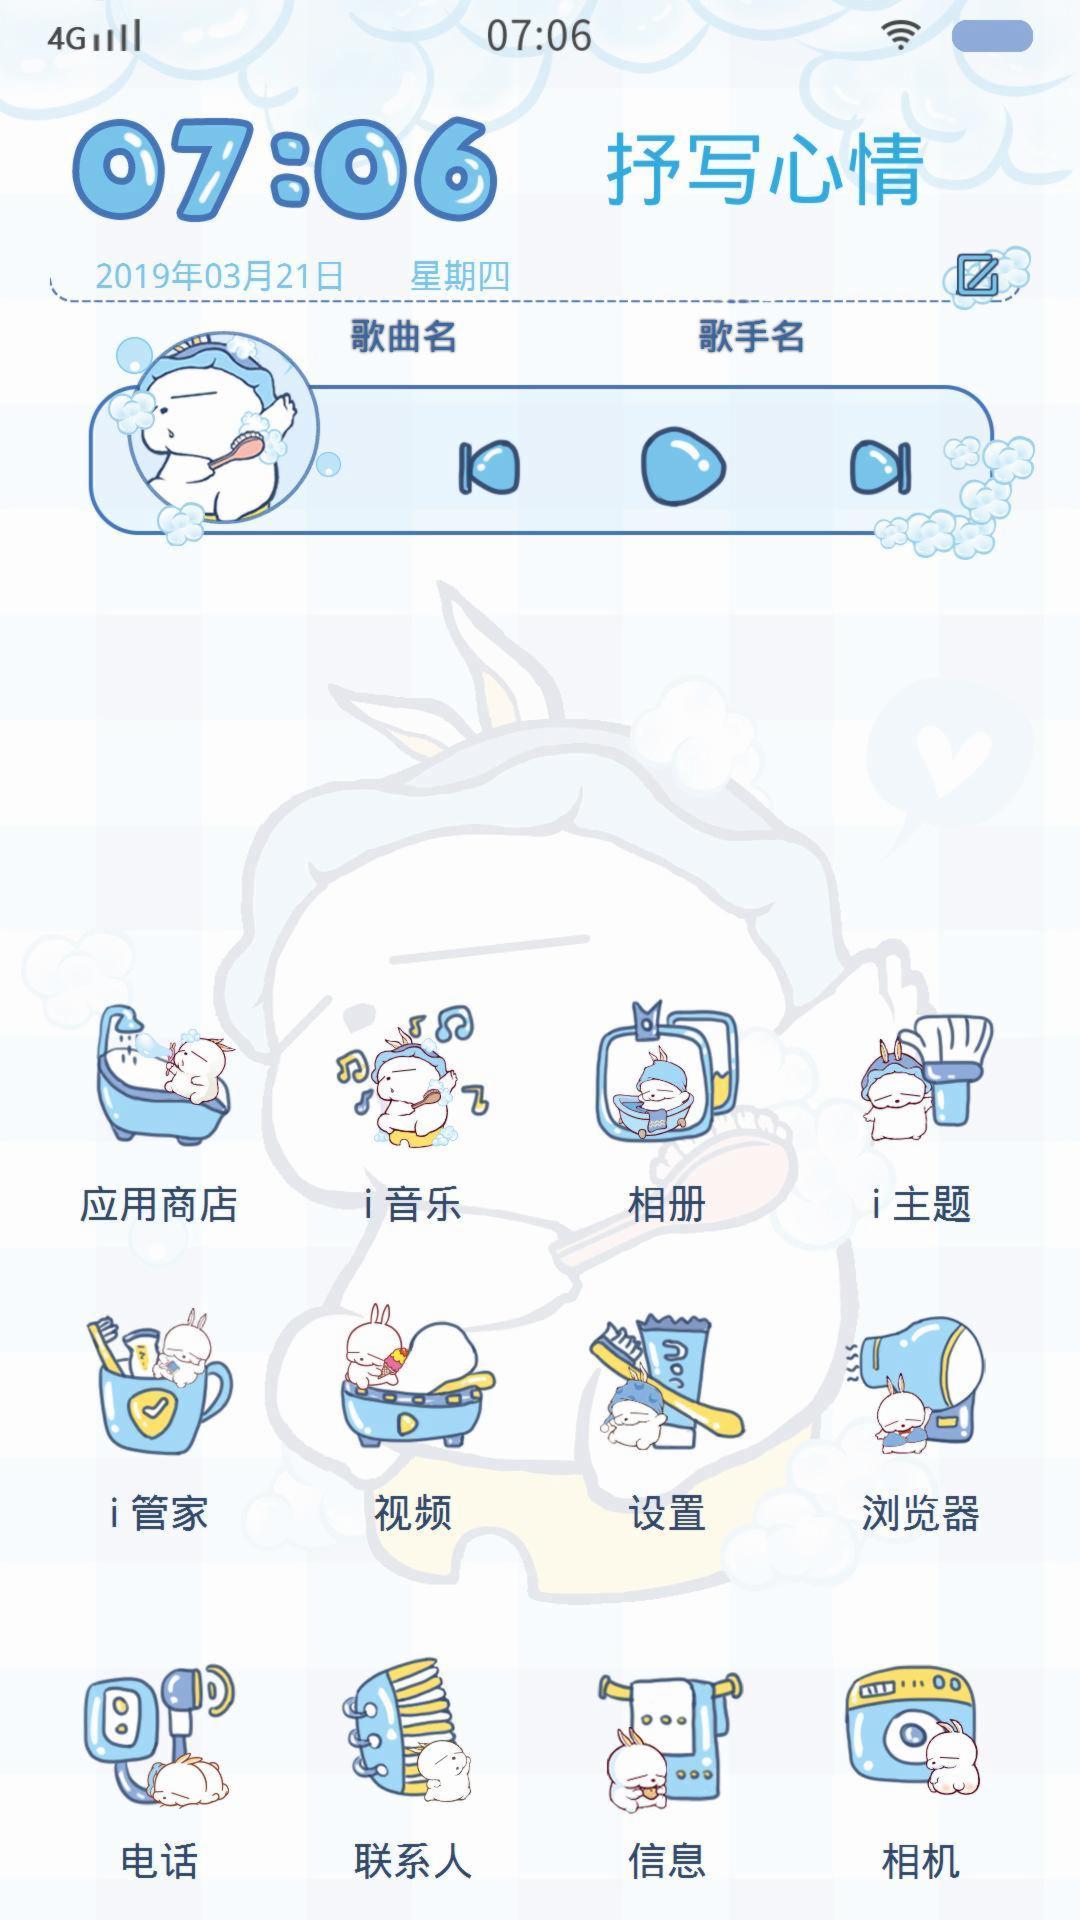 4G 07:06
07:06 抒写心情
2019年03月21日 星期四
歌曲名 歌手名
应用商店 i 音乐 相册 i 主题
i 管家 视频 设置 浏览器
电话 联系人 信息 相机